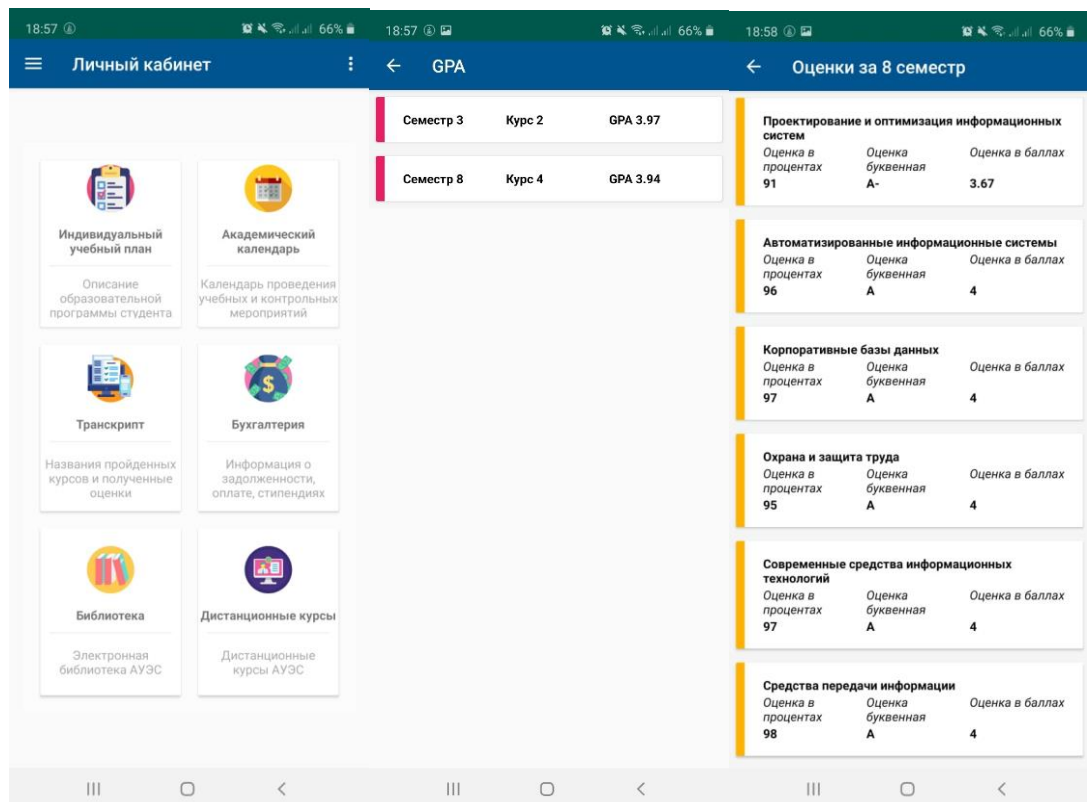 18:57
66%
Личный кабинет
Индивидуальный
учебный план
Описание
образовательной
программы студента
Академический
календарь
Календарь проведения
учебных и контрольных
мероприятий
Транскрипт
Названия пройденных
курсов и полученные
оценки
Бухгалтерия
Информация о
задолженности,
оплате, стипендиях
Библиотека
Электронная
библиотека АУЭС
Дистанционные курсы
Дистанционные
курсы АУЭС
18:57
66%
GPA
Семестр 3 Курс 2 GPA 3.97
Семестр 8 Курс 4 GPA 3.94
18:58
66%
Оценки за 8 семестр
Проектирование и оптимизация информационных
систем
Оценка в Оценка Оценка в баллах
процентах буквенная
91 A- 3.67
Автоматизированные информационные системы
Оценка в Оценка Оценка в баллах
процентах буквенная
96 A 4
Корпоративные базы данных
Оценка в Оценка Оценка в баллах
процентах буквенная
97 A 4
Охрана и защита труда
Оценка в Оценка Оценка в баллах
процентах буквенная
95 A 4
Современные средства информационных
технологий
Оценка в Оценка Оценка в баллах
процентах буквенная
97 A 4
Средства передачи информации
Оценка в Оценка Оценка в баллах
процентах буквенная
98 A 4